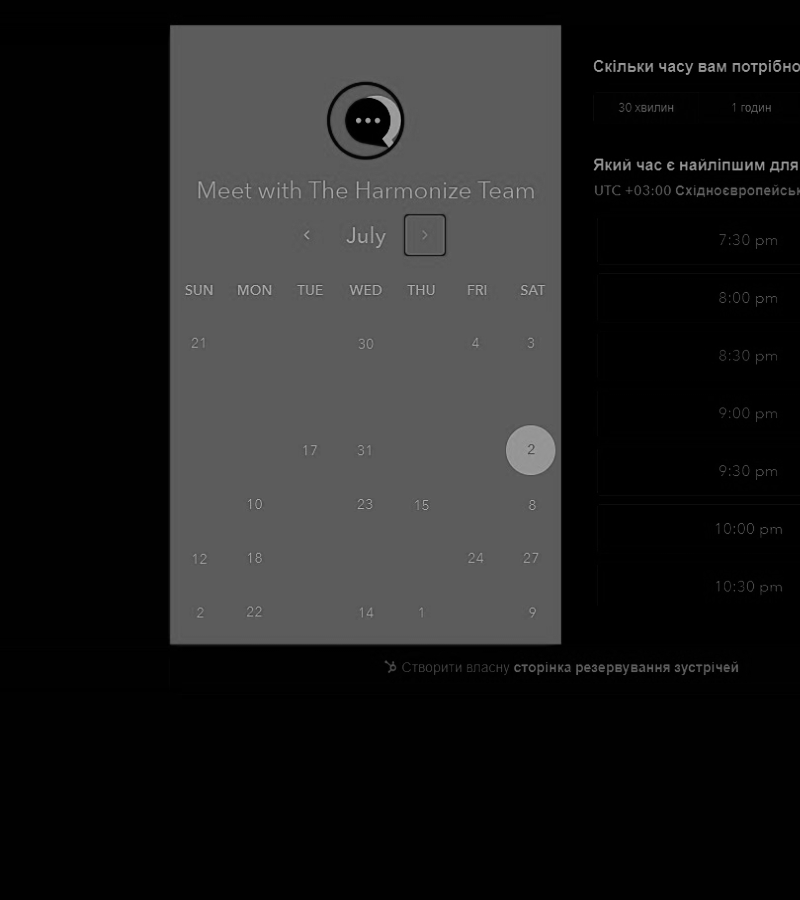 Meet with The Harmonize Team
July
SUN MON TUE WED THU FRI SAT
21 30 4 3
17 31 2
10 23 15 8
12 18 24 27
2 22 14 1 9
Скільки часу вам потрібно
30 хвилин 1 годин
Який час є найліпшим для
UTC +03:00
7:30 pm
8:00 pm
8:30 pm
9:00 pm
9:30 pm
10:00 pm
10:30 pm
Створити власну сторінка резервування зустрічей